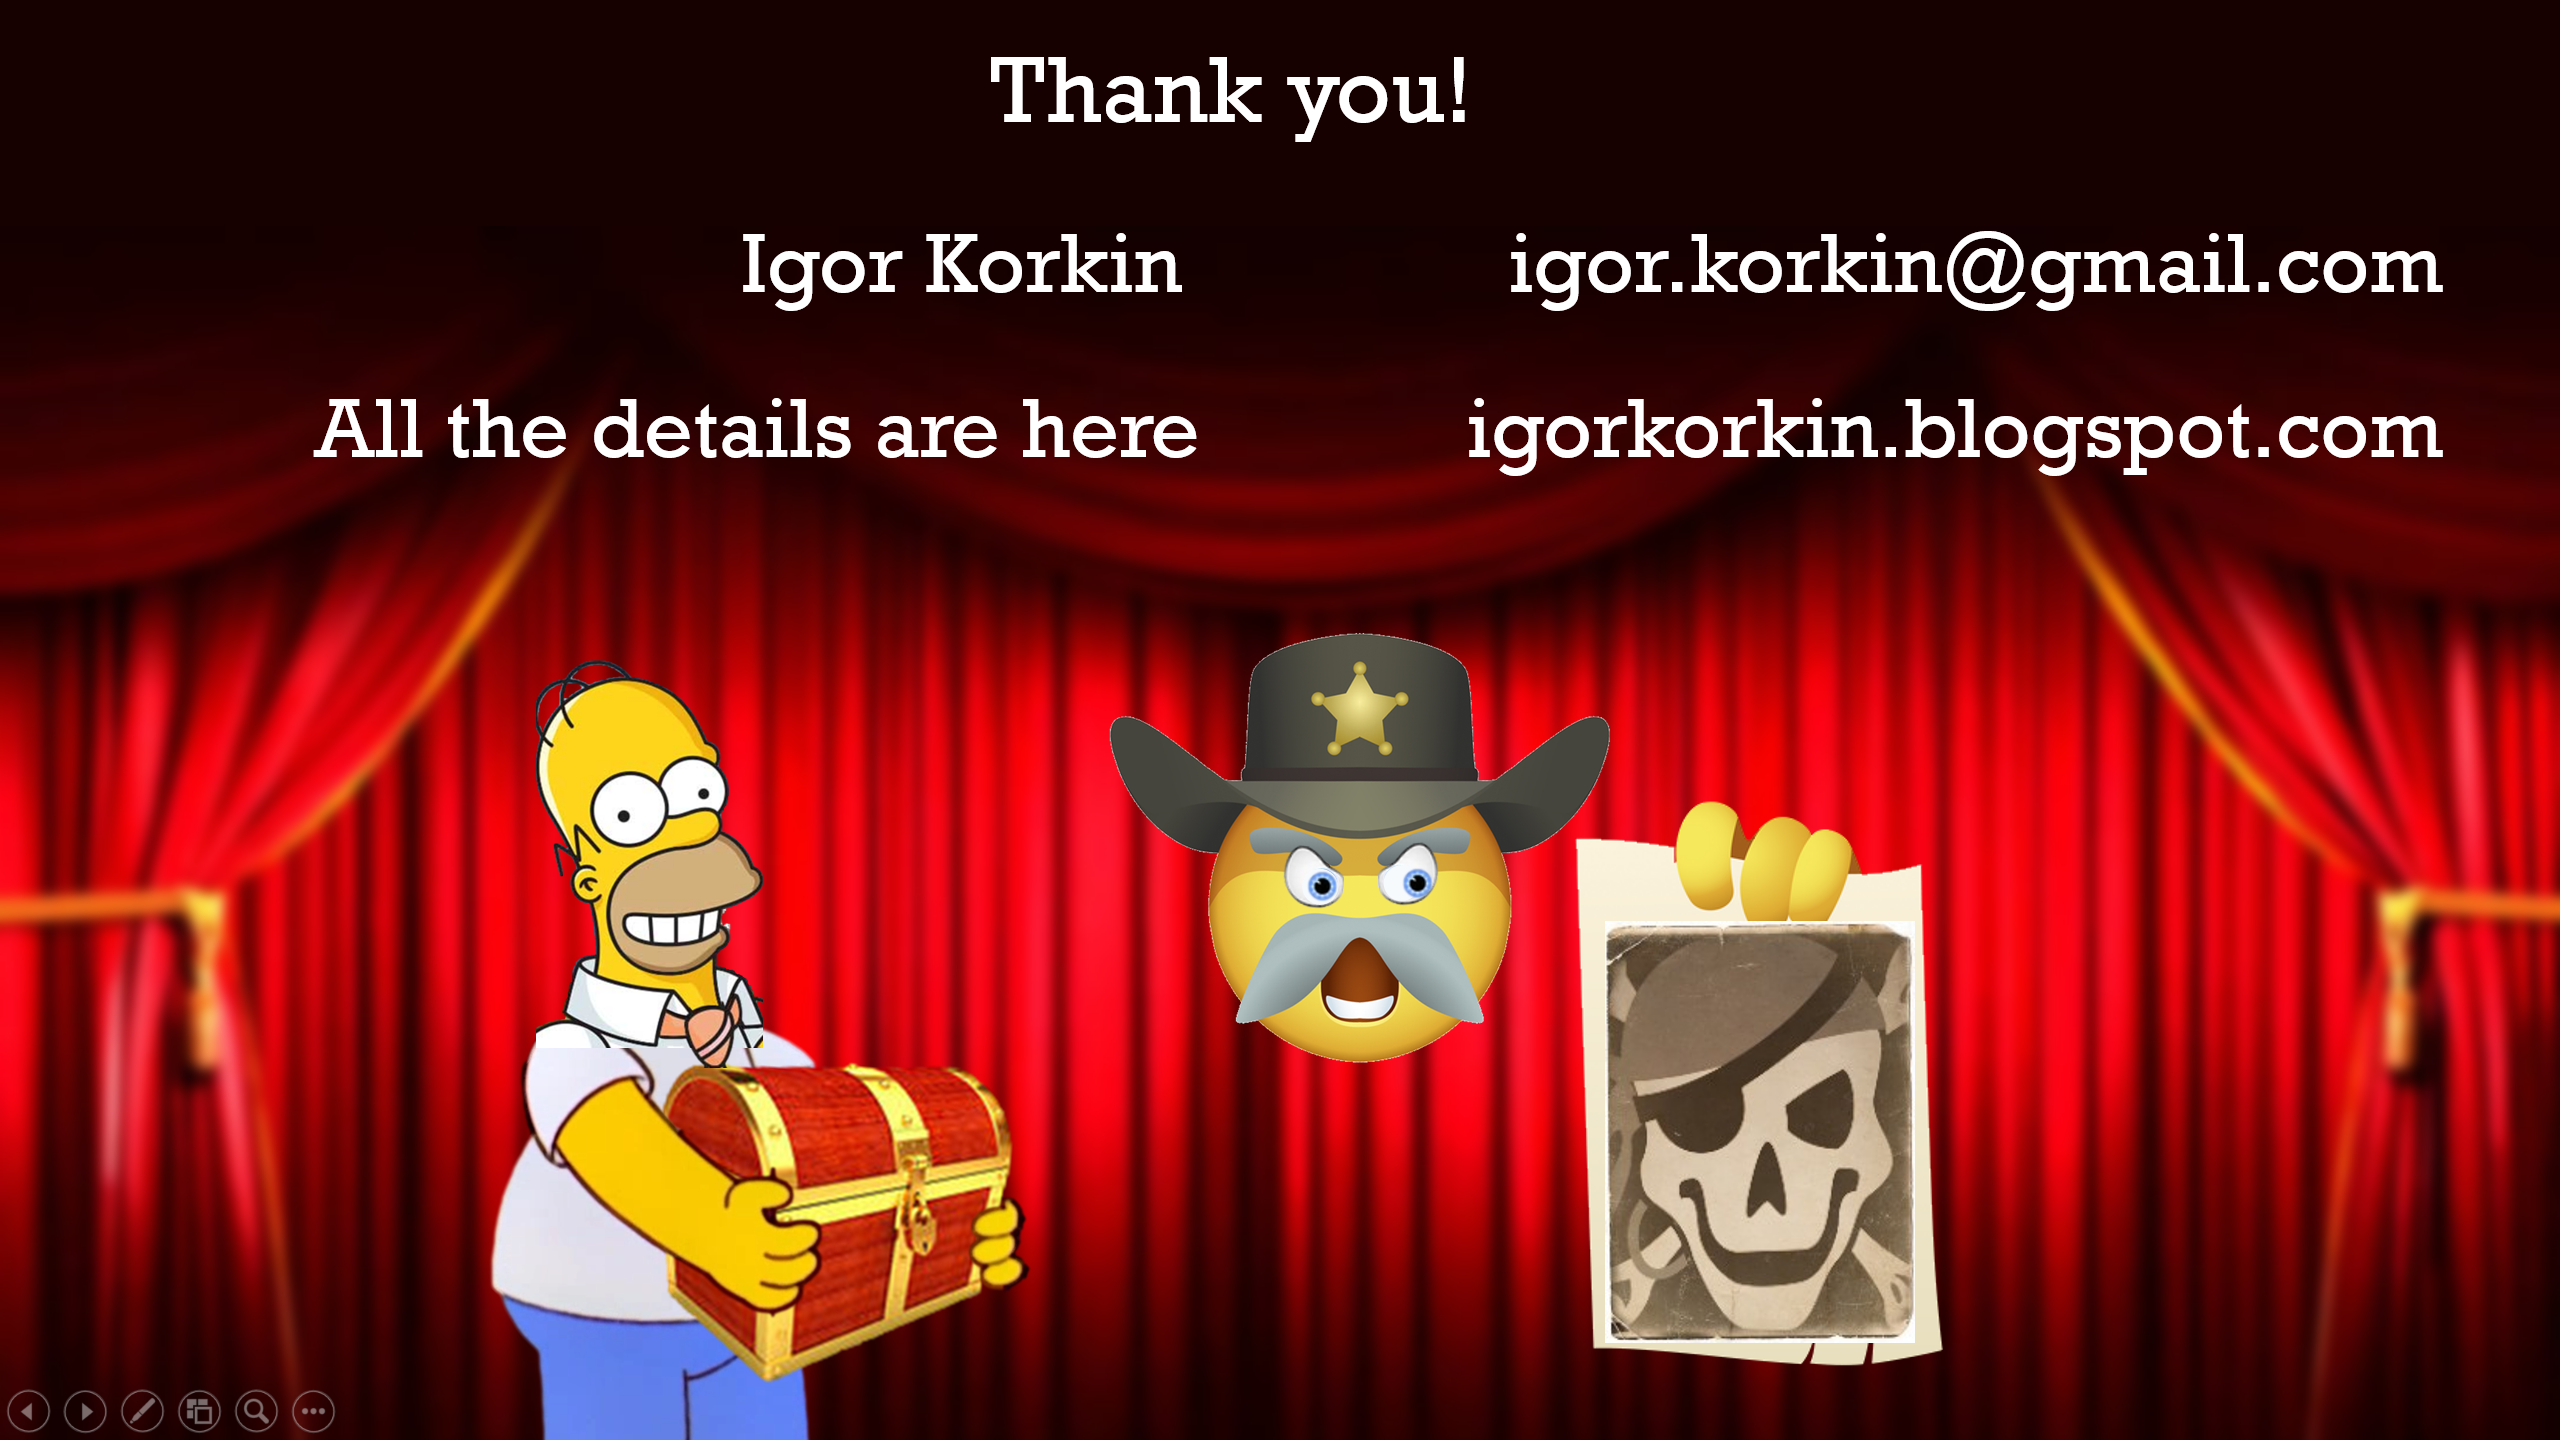 Thank you!
Igor Korkin igor.korkin@gmail.com
All the details are here igorkorkin.blogspot.com